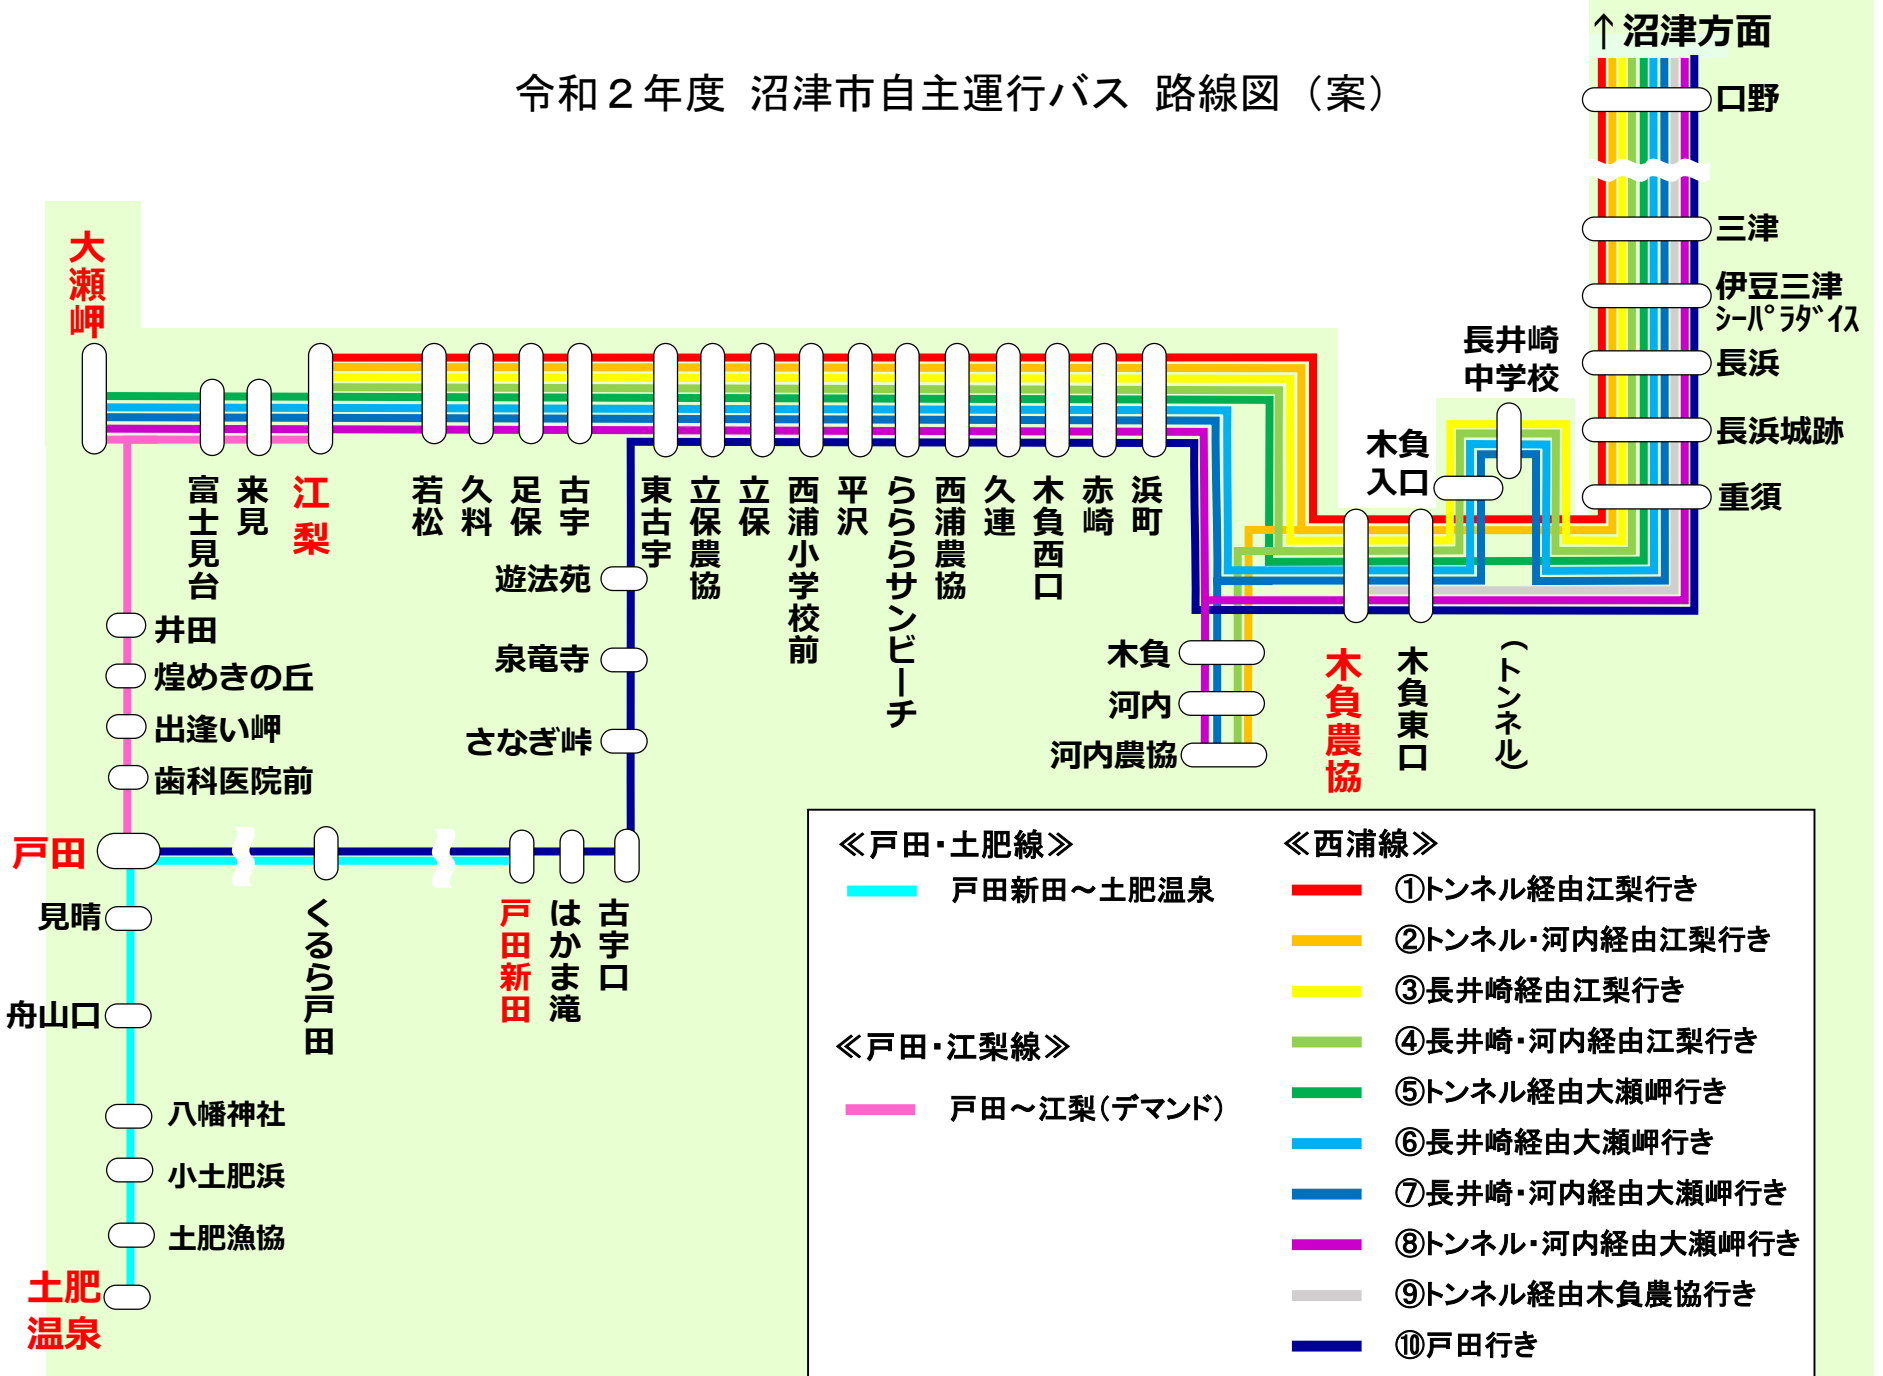 ↑沼津方面
令和２年度 沼津市自主運行バス 路線図（案）
口野
三津
伊豆三津
ｼｰﾊﾟﾗﾀﾞｲｽ
長浜
長浜城跡
重須
長井崎
中学校
木負
入口
大瀬岬
富士見台
来見
江梨
若松
久料
足保
古宇
東古宇
立保農協
立保
西浦小学校前
平沢
らららサンビーチ
西浦農協
久連
木負西口
赤崎
浜町
木負
河内
河内農協
木負農協
木負東口
（トンネル）
遊法苑
泉竜寺
さなぎ峠
井田
煌めきの丘
出逢い岬
歯科医院前
戸田
くるら戸田
戸田新田
はかま滝
古宇口
見晴
舟山口
八幡神社
小土肥浜
土肥漁協
土肥
温泉
≪戸田・土肥線≫
戸田新田～土肥温泉
≪戸田・江梨線≫
戸田～江梨（デマンド）
≪西浦線≫
①トンネル経由江梨行き
②トンネル・河内経由江梨行き
③長井崎経由江梨行き
④長井崎・河内経由江梨行き
⑤トンネル経由大瀬岬行き
⑥長井崎経由大瀬岬行き
⑦長井崎・河内経由大瀬岬行き
⑧トンネル・河内経由大瀬岬行き
⑨トンネル経由木負農協行き
⑩戸田行き